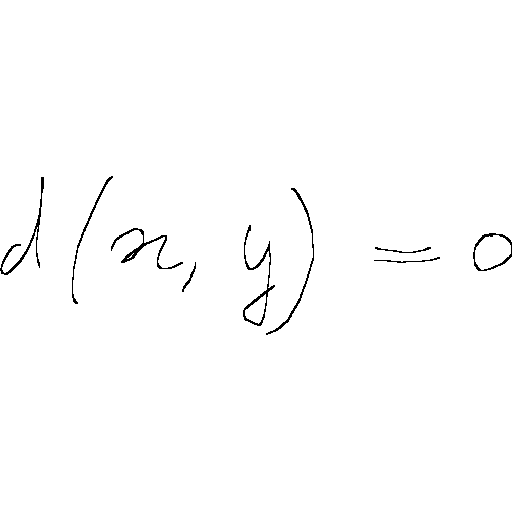 d(x, y) = 0